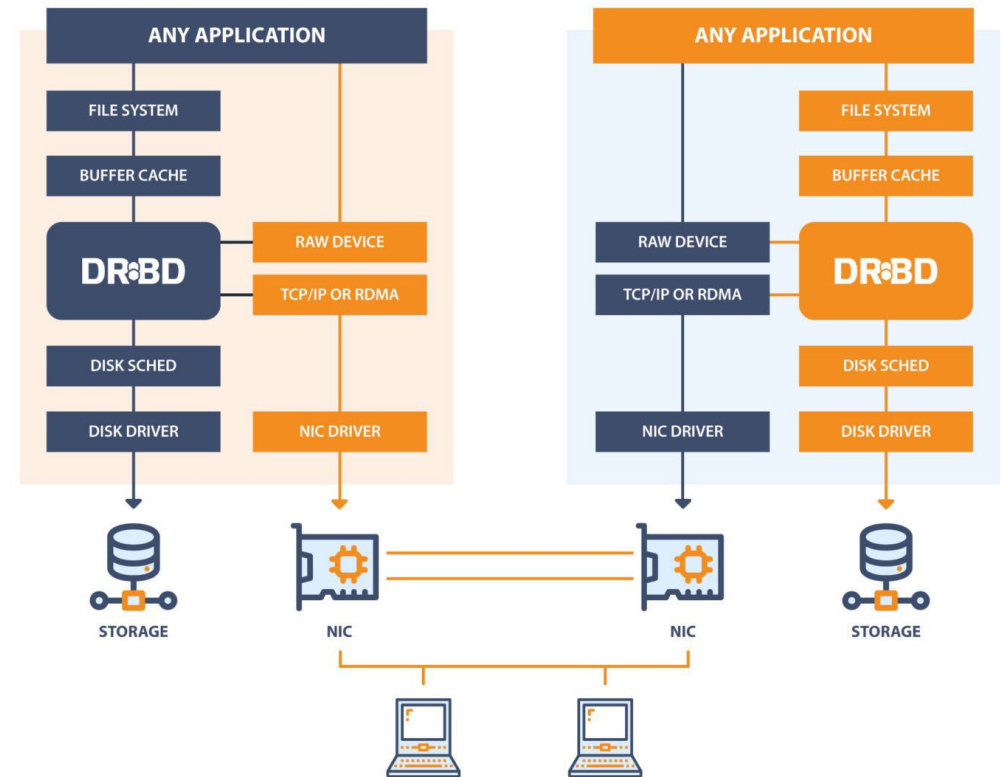 ANY APPLICATION
FILE SYSTEM
BUFFER CACHE
DRBD
RAW DEVICE
TCP/IP OR RDMA
DISK SCHED
DISK DRIVER
NIC DRIVER
STORAGE
NIC
ANY APPLICATION
FILE SYSTEM
BUFFER CACHE
RAW DEVICE
TCP/IP OR RDMA
DRBD
DISK SCHED
NIC DRIVER
DISK DRIVER
NIC
STORAGE